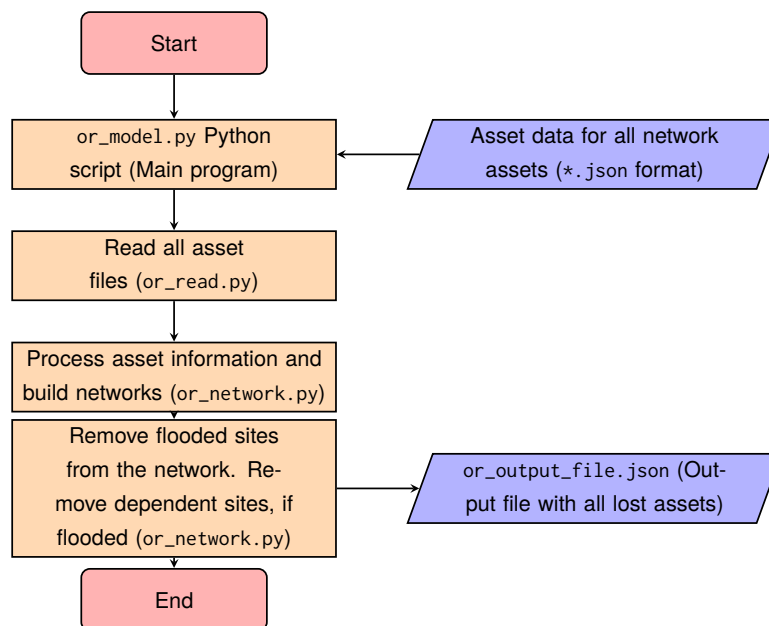 Start
or_model.py Python
script (Main program)
Asset data for all network
assets (*.json format)
Read all asset
files (or_read.py)
Process asset information and
build networks (or_network.py)
Remove flooded sites
from the network. Re-
move dependent sites, if
flooded (or_network.py)
or_output_file.json (Out-
put file with all lost assets)
End